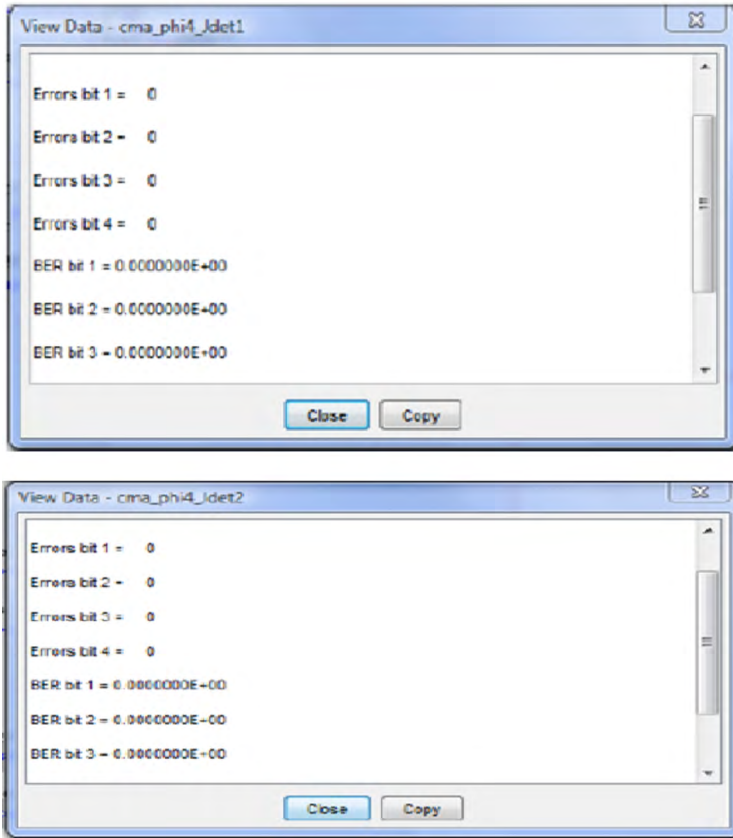 View Data - cma_phi4_Jdet1
Errors bit 1 = 0
Errors bit 2 = 0
Errors bit 3 = 0
Errors bit 4 = 0
BER bit 1 = 0.0000000E+00
BER bit 2 = 0.0000000E+00
BER bit 3 = 0.0000000E+00
Close Copy
View Data - cma_phi4_Jdet2
Errors bit 1 = 0
Errors bit 2 = 0
Errors bit 3 = 0
Errors bit 4 = 0
BER bit 1 = 0.0000000E+00
BER bit 2 = 0.0000000E+00
BER bit 3 = 0.0000000E+00
Close Copy